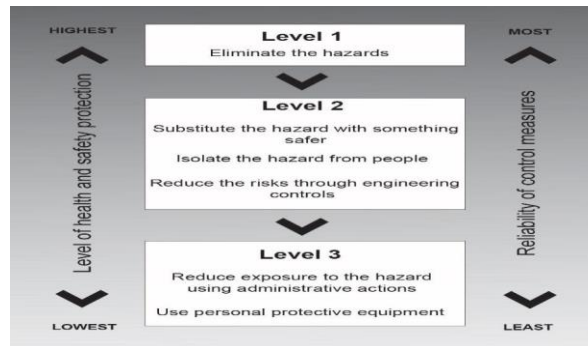 HIGHEST
Level 1
Eliminate the hazards
MOST
Level 2
Substitute the hazard with something
safer
Isolate the hazard from people
Reduce the risks through engineering
controls
Level of health and safety protection
Reliability of control measures
Level 3
Reduce exposure to the hazard
using administrative actions
Use personal protective equipment
LOWEST
LEAST